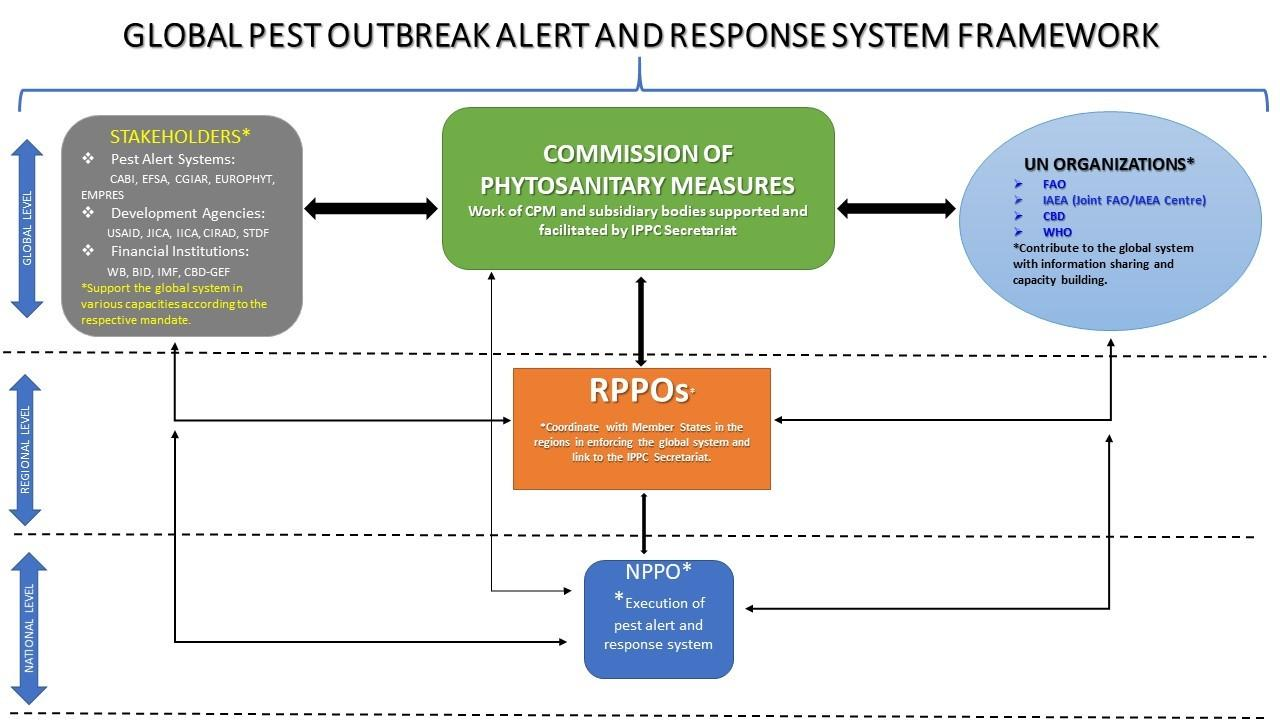 GLOBAL PEST OUTBREAK ALERT AND RESPONSE SYSTEM FRAMEWORK
GLOBAL LEVEL
STAKEHOLDERS*
❖ Pest Alert Systems:
CABI, EFSA, CGIAR, EUROPHYT,
EMPRES
❖ Development Agencies:
USAID, JICA, IICA, CIRAD, STDF
❖ Financial Institutions:
WB, BID, IMF, CBD-GEF
*Support the global system in
various capacities according to the
respective mandate.
COMMISSION OF
PHYTOSANITARY MEASURES
Work of CPM and subsidiary bodies supported and
facilitated by IPPC Secretariat
UN ORGANIZATIONS*
➢ FAO
➢ IAEA (Joint FAO/IAEA Centre)
➢ CBD
➢ WHO
*Contribute to the global system
with information sharing and
capacity building.
REGIONAL LEVEL
RPPOs*
*Coordinate with Member States in the
regions in enforcing the global system and
link to the IPPC Secretariat.
NATIONAL LEVEL
NPPO*
*Execution of
pest alert and
response system